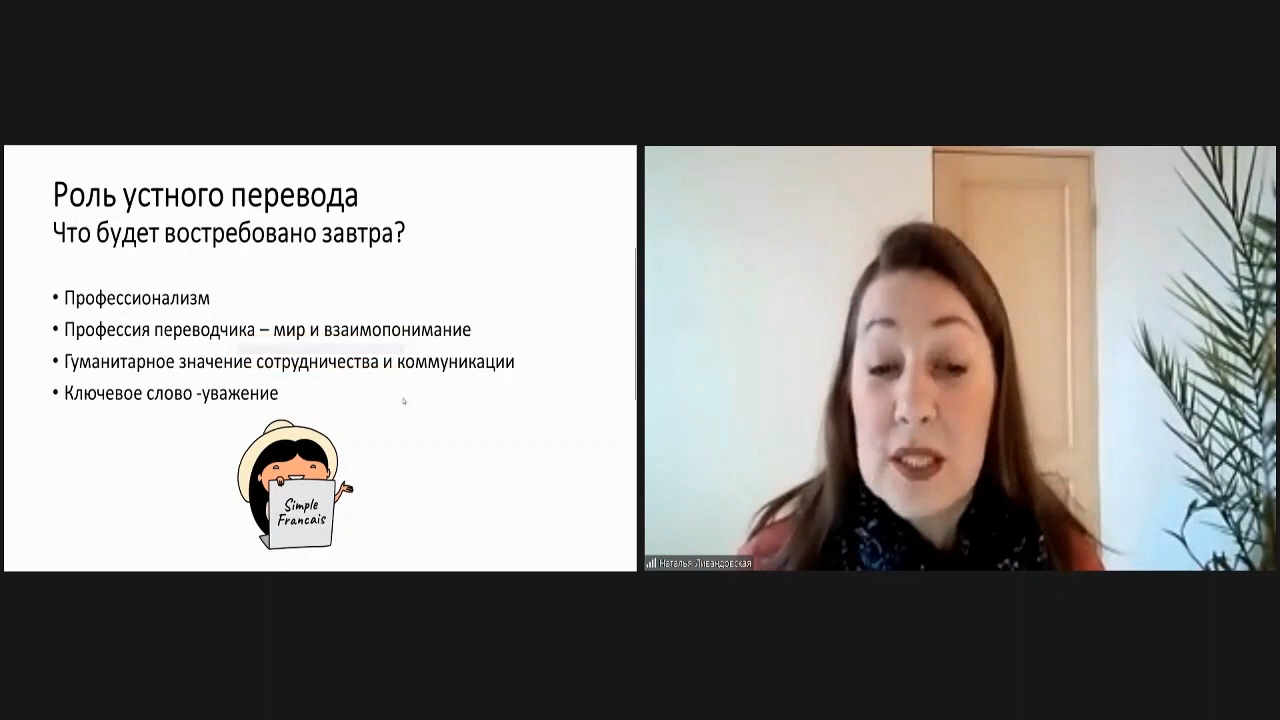 Роль устного перевода
Что будет востребовано завтра?
• Профессионализм
• Профессия переводчика – мир и взаимопонимание
• Гуманитарное значение сотрудничества и коммуникации
• Ключевое слово -уважение
Simple
Francais
Наталья Ливандовская